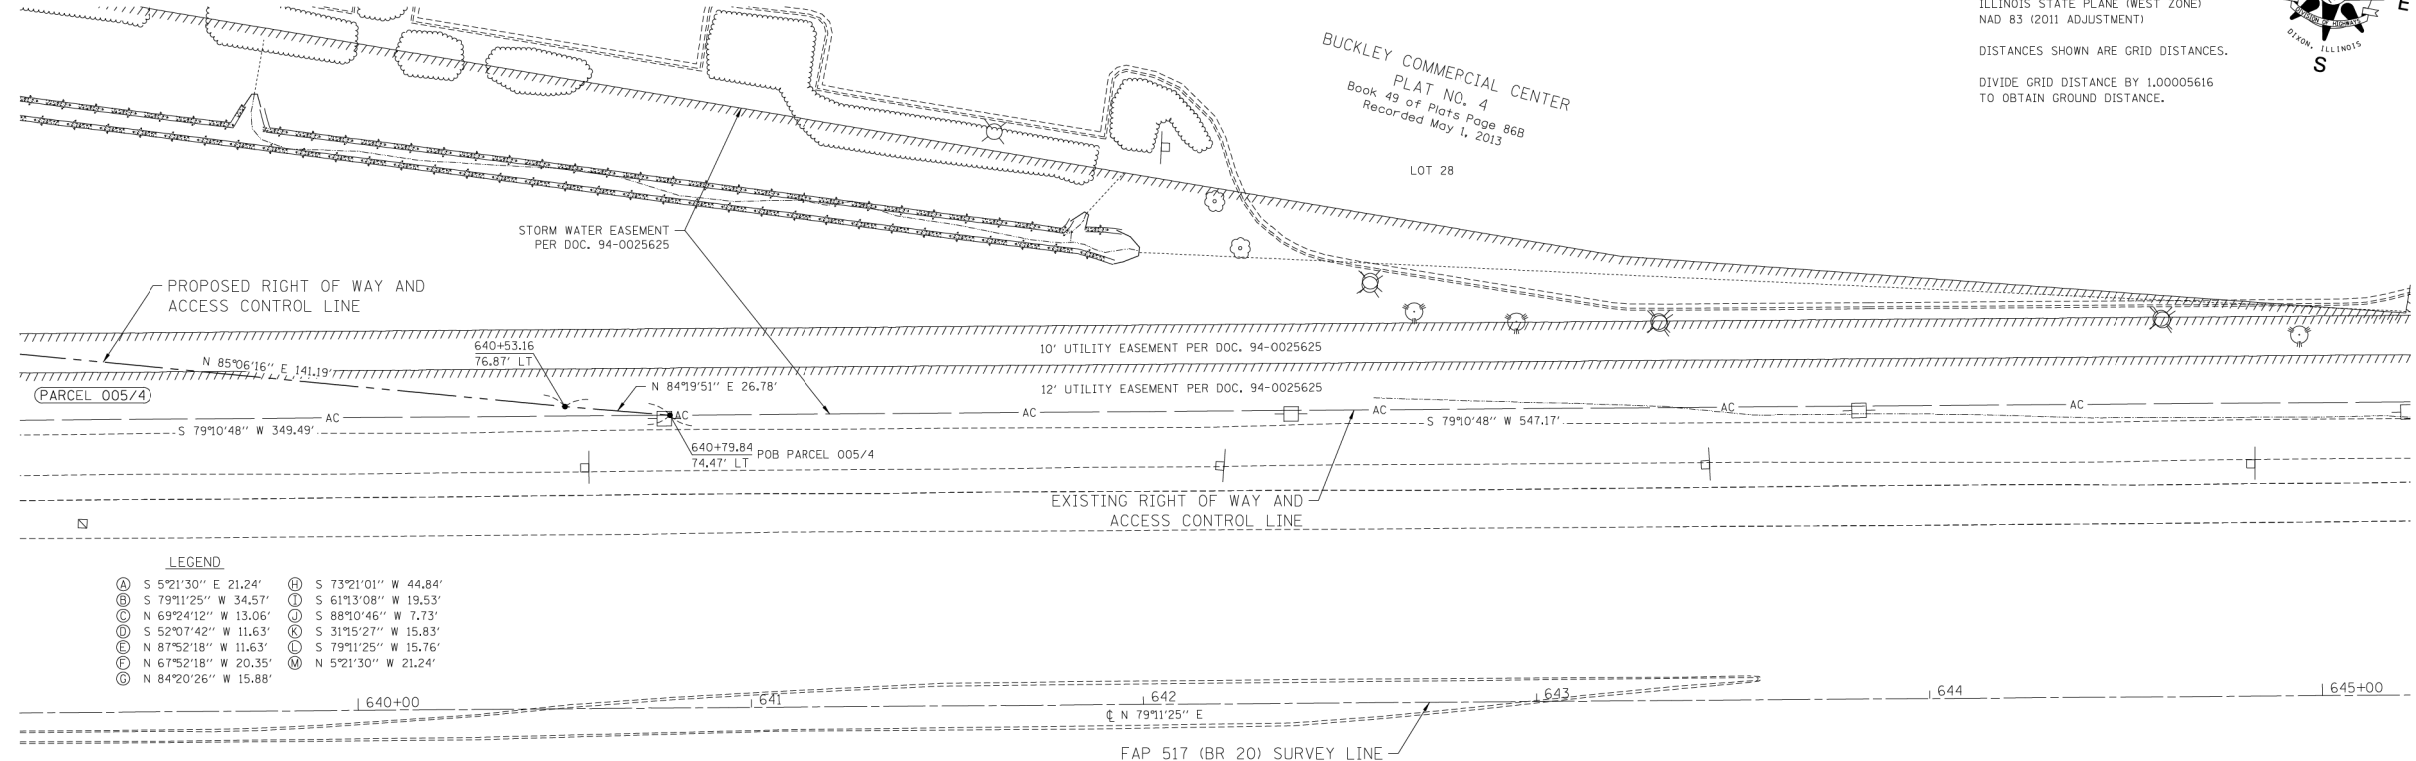 ILLINOIS STATE PLANE (WEST ZONE)
NAD 83 (2011 ADJUSTMENT)
DISTANCES SHOWN ARE GRID DISTANCES.
DIVIDE GRID DISTANCE BY 1.00005616
TO OBTAIN GROUND DISTANCE.
E
DIVISION OF HIGHWAYS
DIXON, ILLINOIS
S
BUCKLEY COMMERCIAL CENTER
PLAT NO. 4
Book 49 of Plats Page 86B
Recorded May 1, 2013
LOT 28
STORM WATER EASEMENT
PER DOC. 94-0025625
PROPOSED RIGHT OF WAY AND
ACCESS CONTROL LINE
640+53.16
76.87' LT
10' UTILITY EASEMENT PER DOC. 94-0025625
N 85°06'16" E 141.19'
N 84°19'51" E 26.78'
12' UTILITY EASEMENT PER DOC. 94-0025625
PARCEL 005/4
AC
AC
AC
AC
AC
AC
S 79°10'48" W 349.49'
S 79°10'48" W 547.17'
640+79.84
74.47' LT
POB PARCEL 005/4
EXISTING RIGHT OF WAY AND
ACCESS CONTROL LINE
LEGEND
A S 5°21'30" E 21.24' H S 73°21'01" W 44.84'
B S 79°11'25" W 34.57' I S 61°13'08" W 19.53'
C N 69°24'12" W 13.06' J S 88°10'46" W 7.73'
D S 52°07'42" W 11.63' K S 31°15'27" W 15.83'
E N 87°52'18" W 11.63' L S 79°11'25" W 15.76'
F N 67°52'18" W 20.35' M N 5°21'30" W 21.24'
G N 84°20'26" W 15.88'
640+00
641
642
643
644
645+00
℄ N 79°11'25" E
FAP 517 (BR 20) SURVEY LINE